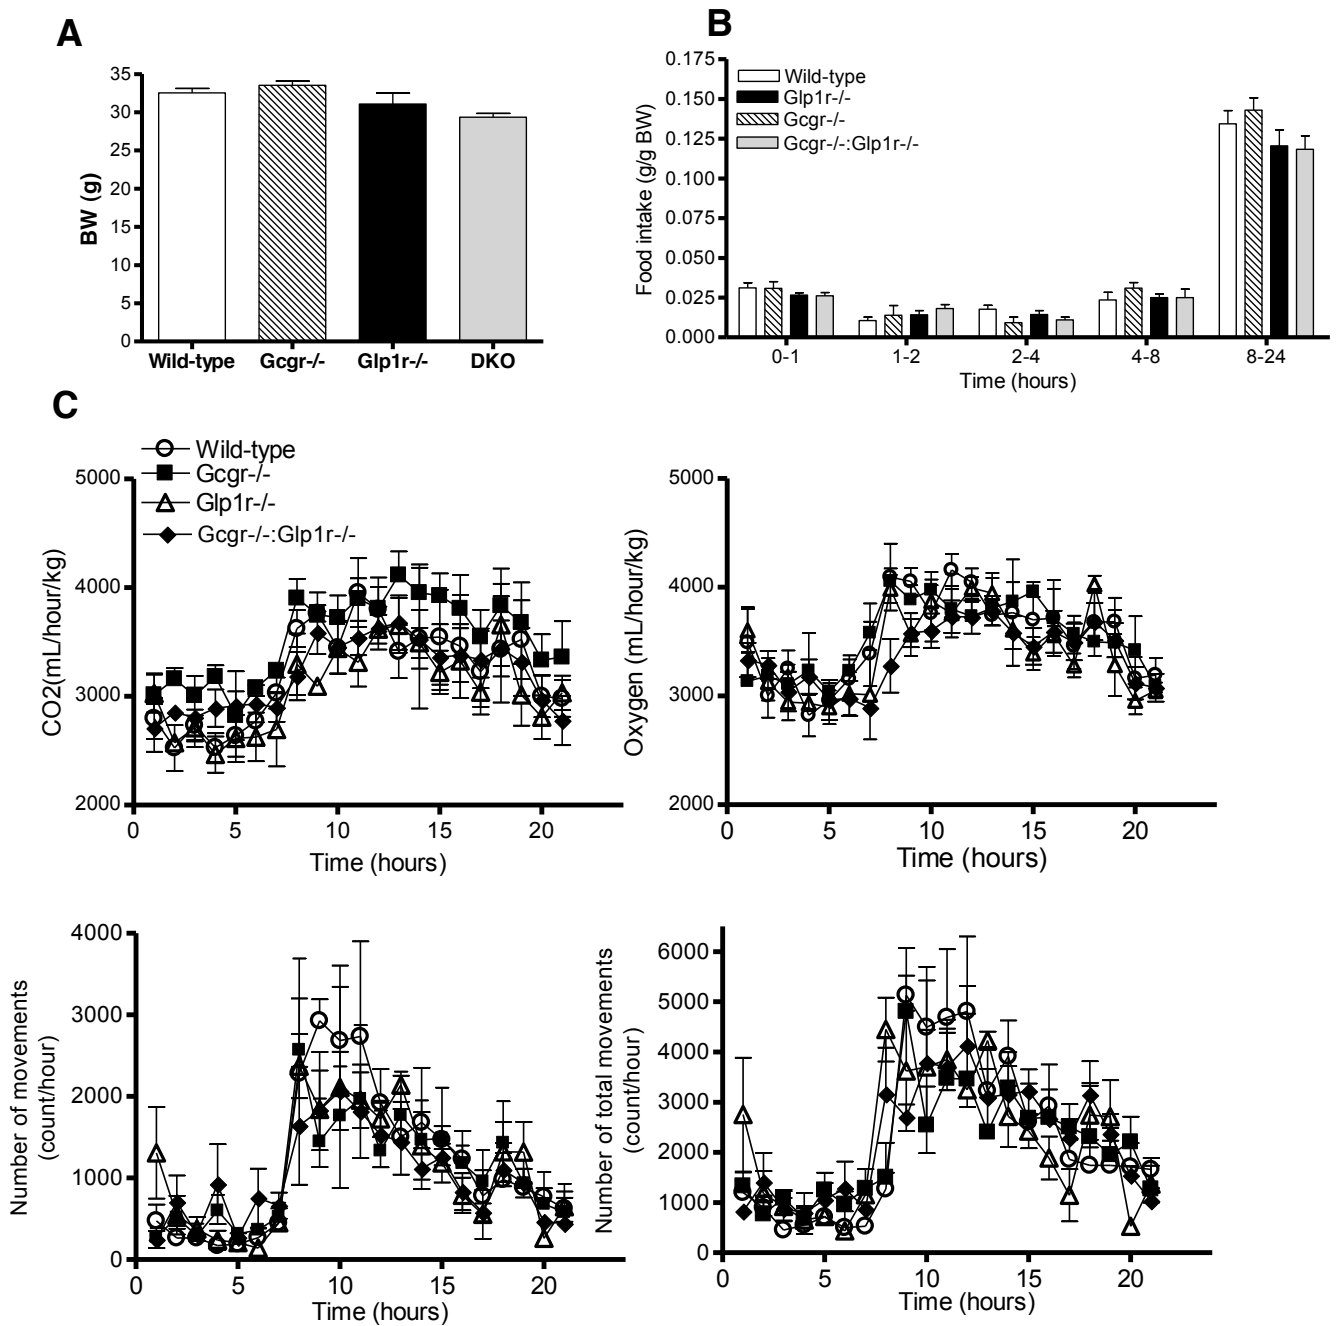 A
35
30
25
20
15
10
5
0
BW (g)
Wild-type Gcgr-/- Glp1r-/- DKO
B
0.175
0.150
0.125
0.100
0.075
0.050
0.025
0.000
Food intake (g/g BW)
Wild-type
Glp1r-/-
Gcgr-/-
Gcgr-/-:Glp1r-/-
0-1 1-2 2-4 4-8 8-24
Time (hours)
C
Wild-type
Gcgr-/-
Glp1r-/-
Gcgr-/-:Glp1r-/-
5000
4000
3000
2000
CO2(mL/hour/kg)
0 5 10 15 20
Time (hours)
5000
4000
3000
2000
Oxygen (mL/hour/kg)
0 5 10 15 20
Time (hours)
4000
3000
2000
1000
0
Number of movements
(count/hour)
0 5 10 15 20
Time (hours)
6000
5000
4000
3000
2000
1000
0
Number of total movements
(count/hour)
0 5 10 15 20
Time (hours)